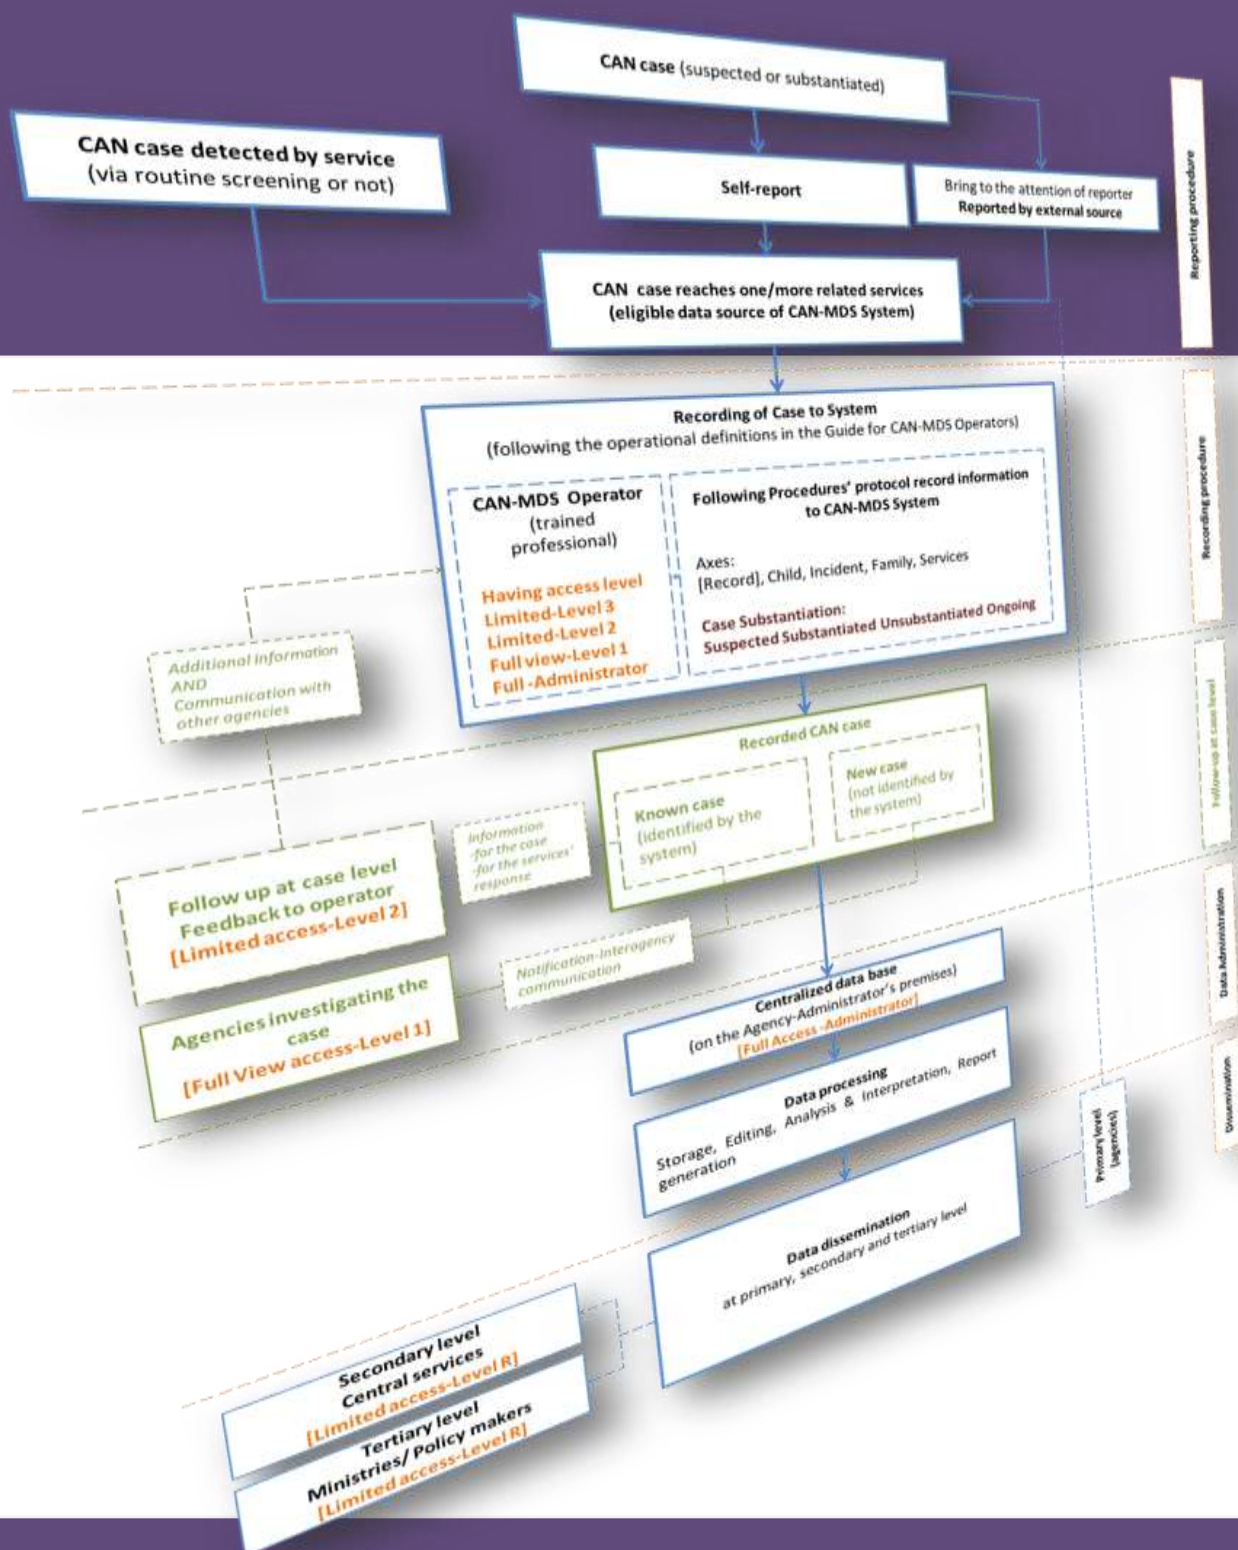 CAN case (suspected or substantiated)
CAN case detected by service
(via routine screening or not)
Self-report
Bring to the attention of reporter
Reported by external source
Reporting procedure
CAN case reaches one/more related services
(eligible data source of CAN-MDS System)
Recording of Case to System
(following the operational definitions in the Guide for CAN-MDS Operators)
CAN-MDS Operator
(trained
professional)
Having access level
Limited-Level 3
Limited-Level 2
Full view-Level 1
Full -Administrator
Following Procedures' protocol record information
to CAN-MDS System
Axes:
[Record], Child, Incident, Family, Services
Case Substantiation:
Suspected Substantiated Unsubstantiated Ongoing
Recording procedure
Additional information
AND
Communication with
other agencies
Recorded CAN case
Known case
(identified by the
system)
New case
(not identified by
the system)
Follow-up at case level
Information
-for the case
-for the services'
response
Follow up at case level
Feedback to operator
[Limited access-Level 2]
Agencies investigating the
case
[Full View access-Level 1]
Notification-Interagency
communication
Centralized data base
(on the Agency-Administrator's premises)
[Full Access -Administrator]
Data Administration
Data processing
Storage, Editing, Analysis & Interpretation, Report
generation
Dissemination
Primary level
(agencies)
Data dissemination
at primary, secondary and tertiary level
Secondary level
Central services
[Limited access-Level R]
Tertiary level
Ministries/ Policy makers
[Limited access-Level R]